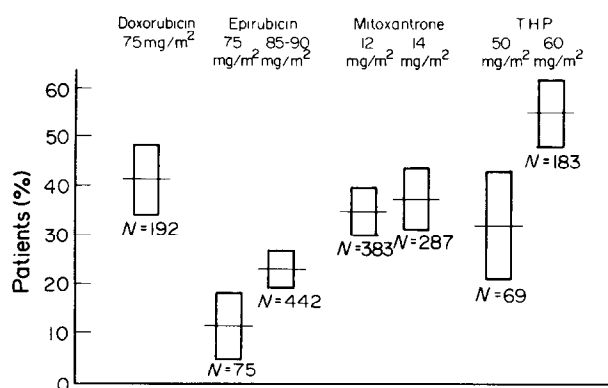 Doxorubicin Epirubicin Mitoxantrone THP
75 mg/m² 75 85-90 12 14 50 60
mg/m² mg/m² mg/m² mg/m² mg/m² mg/m²
60
50
40
30
20
10
0
Patients (%)
N=192
N=75
N=442
N=383
N=287
N=69
N=183